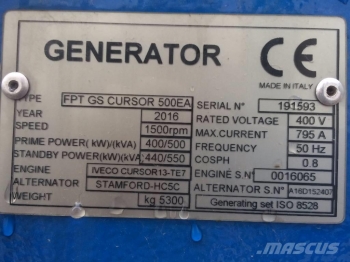 GENERATOR
CE
MADE IN ITALY
TYPE FPT GS CURSOR 500EA
YEAR 2016
SPEED 1500rpm
PRIME POWER(kW)/(kVA) 400/500
STANDBY POWER(kW)/(kVA) 440/550
ENGINE IVECO CURSOR13-TE7
ALTERNATOR STAMFORD-HC5C
WEIGHT kg 5300
SERIAL N° 191593
RATED VOLTAGE 400 V
MAX.CURRENT 795 A
FREQUENCY 50 Hz
COSPH 0.8
ENGINE S.N° 0016065
ALTERNATOR S.N° A16D152407
Generating set ISO 8528
MASCUS